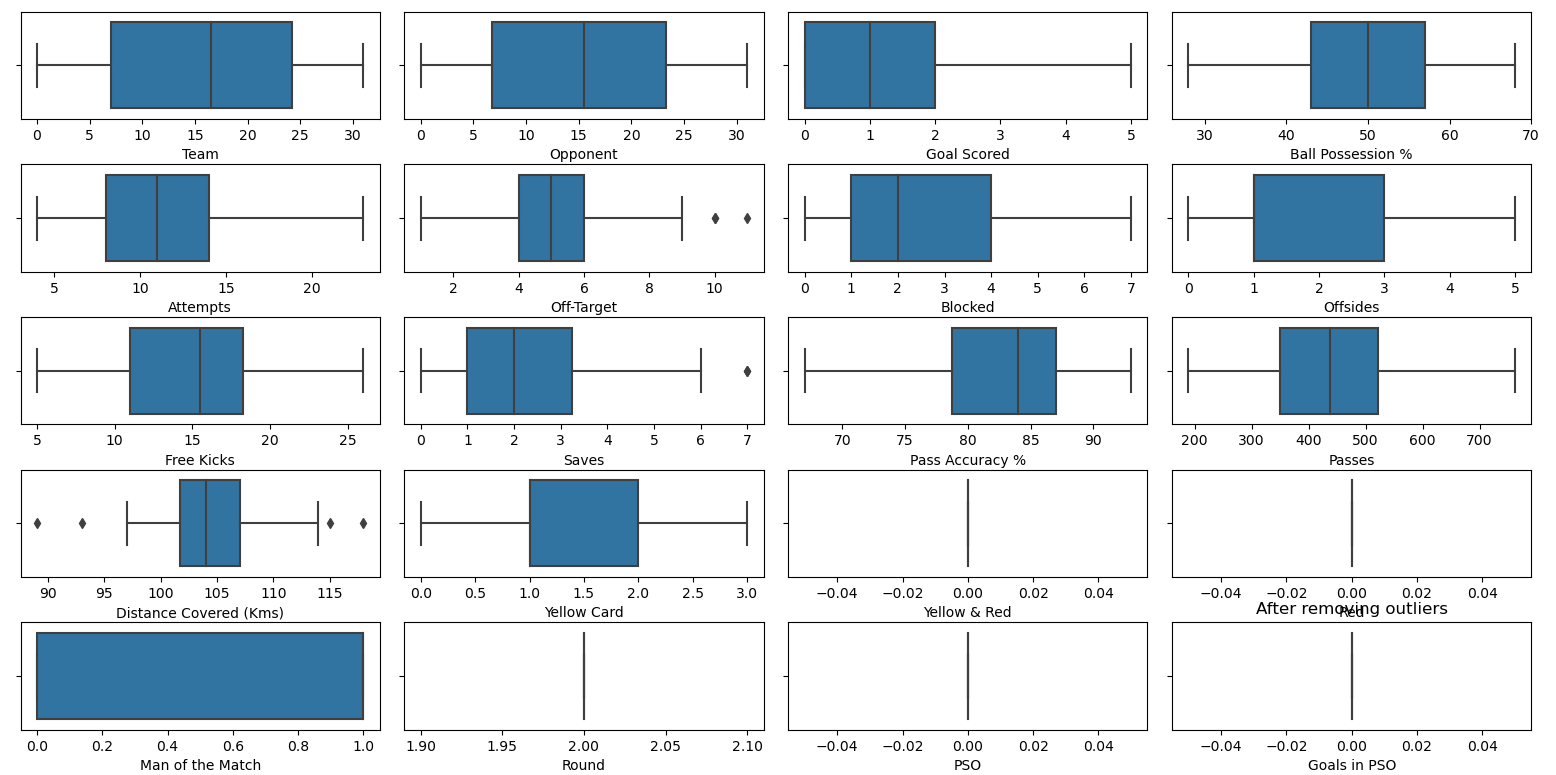 0 5 10 15 20 25 30
Team
0 5 10 15 20 25 30
Opponent
0 1 2 3 4 5
Goal Scored
30 40 50 60 70
Ball Possession %
5 10 15 20
Attempts
2 4 6 8 10
Off-Target
0 1 2 3 4 5 6 7
Blocked
0 1 2 3 4 5
Offsides
5 10 15 20 25
Free Kicks
0 1 2 3 4 5 6 7
Saves
70 75 80 85 90
Pass Accuracy %
200 300 400 500 600 700
Passes
90 95 100 105 110 115
Distance Covered (Kms)
0.0 0.5 1.0 1.5 2.0 2.5 3.0
Yellow Card
−0.04 −0.02 0.00 0.02 0.04
Yellow & Red
−0.04 −0.02 0.00 0.02 0.04
Red
After removing outliers
0.0 0.2 0.4 0.6 0.8 1.0
Man of the Match
1.90 1.95 2.00 2.05 2.10
Round
−0.04 −0.02 0.00 0.02 0.04
PSO
−0.04 −0.02 0.00 0.02 0.04
Goals in PSO